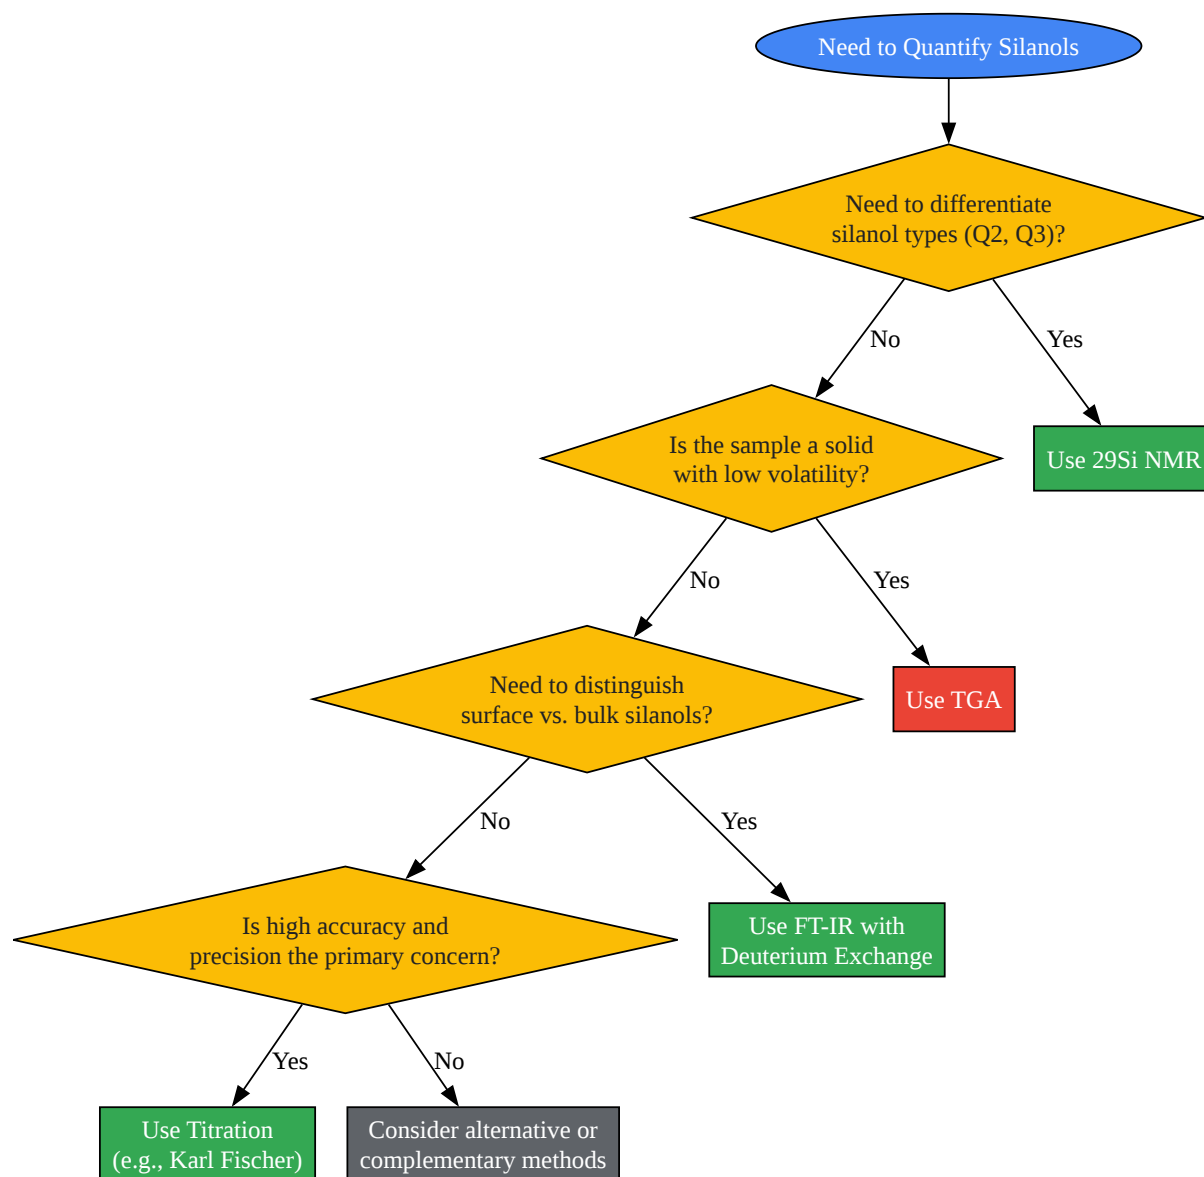 Need to Quantify Silanols
Need to differentiate
silanol types (Q2, Q3)?
No
Yes
Is the sample a solid
with low volatility?
Use 29Si NMR
No
Yes
Need to distinguish
surface vs. bulk silanols?
Use TGA
No
Yes
Is high accuracy and
precision the primary concern?
Use FT-IR with
Deuterium Exchange
Yes
No
Use Titration
(e.g., Karl Fischer)
Consider alternative or
complementary methods